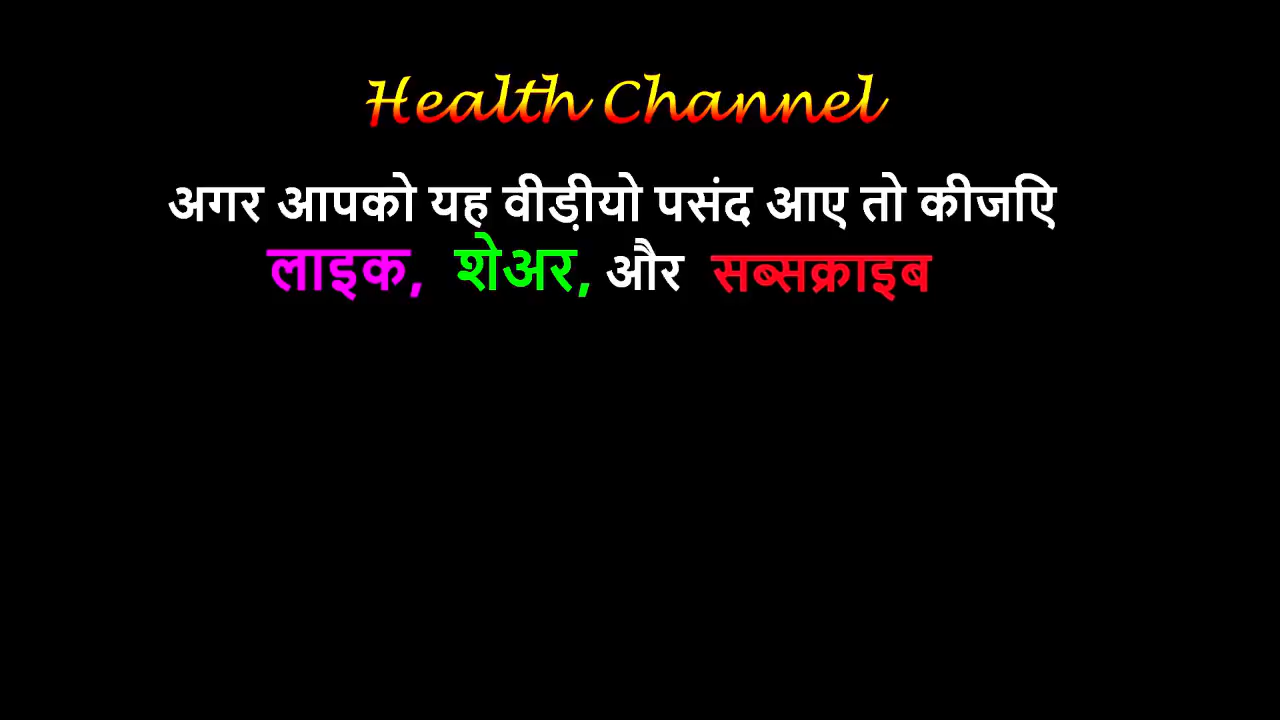 Health Channel
अगर आपको यह वीड़ीयो पसंद आए तो कीजिए
लाइक, शेअर, और सब्सक्राइब